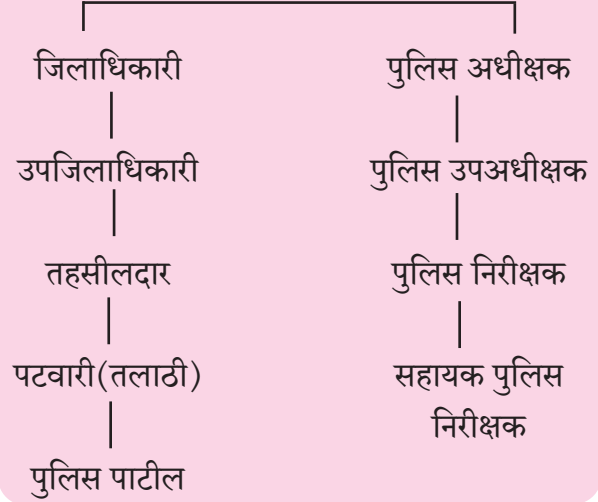 जिलाधिकारी
उपजिलाधिकारी
तहसीलदार
पटवारी(तलाठी)
पुलिस पाटील
पुलिस अधीक्षक
पुलिस उपअधीक्षक
पुलिस निरीक्षक
सहायक पुलिस
निरीक्षक